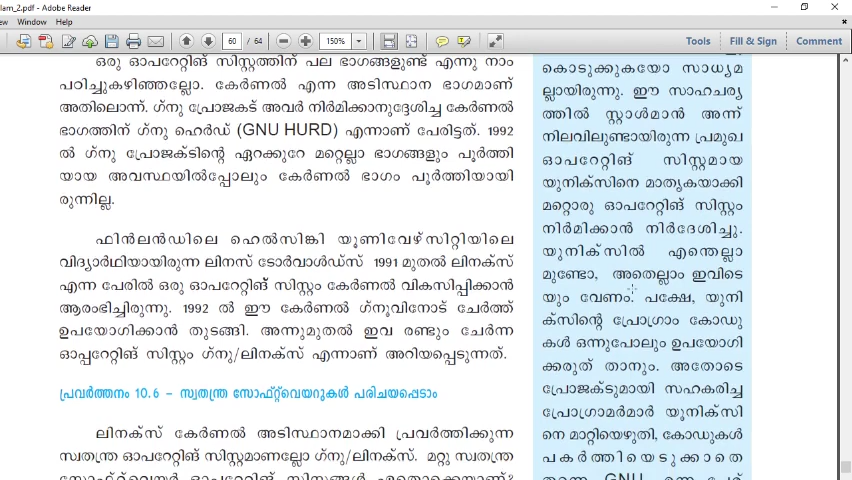 lam_2.pdf - Adobe Reader
ew Window Help
60 / 64 150% Tools Fill & Sign Comment
ഒരു ഓപറേറ്റിങ് സിസ്റ്റത്തിന് പല ഭാഗങ്ങളുണ്ട് എന്നു നാം
പഠിച്ചുകഴിഞ്ഞല്ലോ. കേർണൽ എന്ന അടിസ്ഥാന ഭാഗമാണ്
അതിലൊന്ന്. ഗ്നു പ്രോജകട് അവർ നിർമിക്കാനുദ്ദേശിച്ച കേർണൽ
ഭാഗത്തിന് ഗ്നു ഹെർഡ് (GNU HURD) എന്നാണ് പേരിട്ടത്. 1992
ൽ ഗ്നു പ്രോജക്ടിന്റെ ഏറക്കുറേ മറ്റെല്ലാ ഭാഗങ്ങളും പൂർത്തി
യായ അവസ്ഥയിൽപ്പോലും കേർണൽ ഭാഗം പൂർത്തിയായി
രുന്നില്ല.
ഫിൻലൻഡിലെ ഹെൽസിങ്കി യൂണിവേഴ്സിറ്റിയിലെ
വിദ്യാർഥിയായിരുന്ന ലിനസ് ടോർവാൾഡ്സ് 1991 മുതൽ ലിനക്സ്
എന്ന പേരിൽ ഒരു ഓപ്പറേറ്റിങ് സിസ്റ്റം കേർണൽ വികസിപ്പിക്കാൻ
ആരംഭിച്ചിരുന്നു. 1992 ൽ ഈ കേർണൽ ഗ്നൂവിനോട് ചേർത്ത്
ഉപയോഗിക്കാൻ തുടങ്ങി. അന്നുമുതൽ ഇവ രണ്ടും ചേർന്ന
ഓപ്പറേറ്റിങ് സിസ്റ്റം ഗ്നു/ലിനക്സ് എന്നാണ് അറിയപ്പെടുന്നത്.
പ്രവർത്തനം 10.6 – സ്വതന്ത്ര സോഫ്റ്റ്‌വെയറുകൾ പരിചയപ്പെടാം
ലിനക്സ് കേർണൽ അടിസ്ഥാനമാക്കി പ്രവർത്തിക്കുന്ന
സ്വതന്ത്ര ഓപറേറ്റിങ് സിസ്റ്റമാണല്ലോ ഗ്നു/ലിനക്സ്. മറ്റു സ്വതന്ത്ര
കൊടുക്കുകയോ സാധ്യമ
ല്ലായിരുന്നു. ഈ സാഹചര്യ
ത്തിൽ സ്റ്റാൾമാൻ അന്ന്
നിലവിലുണ്ടായിരുന്ന പ്രമുഖ
ഓപറേറ്റിങ് സിസ്റ്റമായ
യുനിക്സിനെ മാതൃകയാക്കി
മറ്റൊരു ഓപറേറ്റിങ് സിസ്റ്റം
നിർമിക്കാൻ നിർദേശിച്ചു.
യുനിക്സിൽ എന്തെല്ലാ
മുണ്ടോ, അതെല്ലാം ഇവിടെ
യും വേണം. പക്ഷേ, യുനി
ക്സിന്റെ പ്രോഗ്രാം കോഡു
കൾ ഒന്നുപോലും ഉപയോഗി
ക്കരുത് താനും. അതോടെ
പ്രോജക്ടുമായി സഹകരിച്ച
പ്രോഗ്രാമർമാർ യൂനിക്സി
നെ മാറ്റിയെഴുതി, കോഡുകൾ
പകർത്തിയെടുക്കാതെ